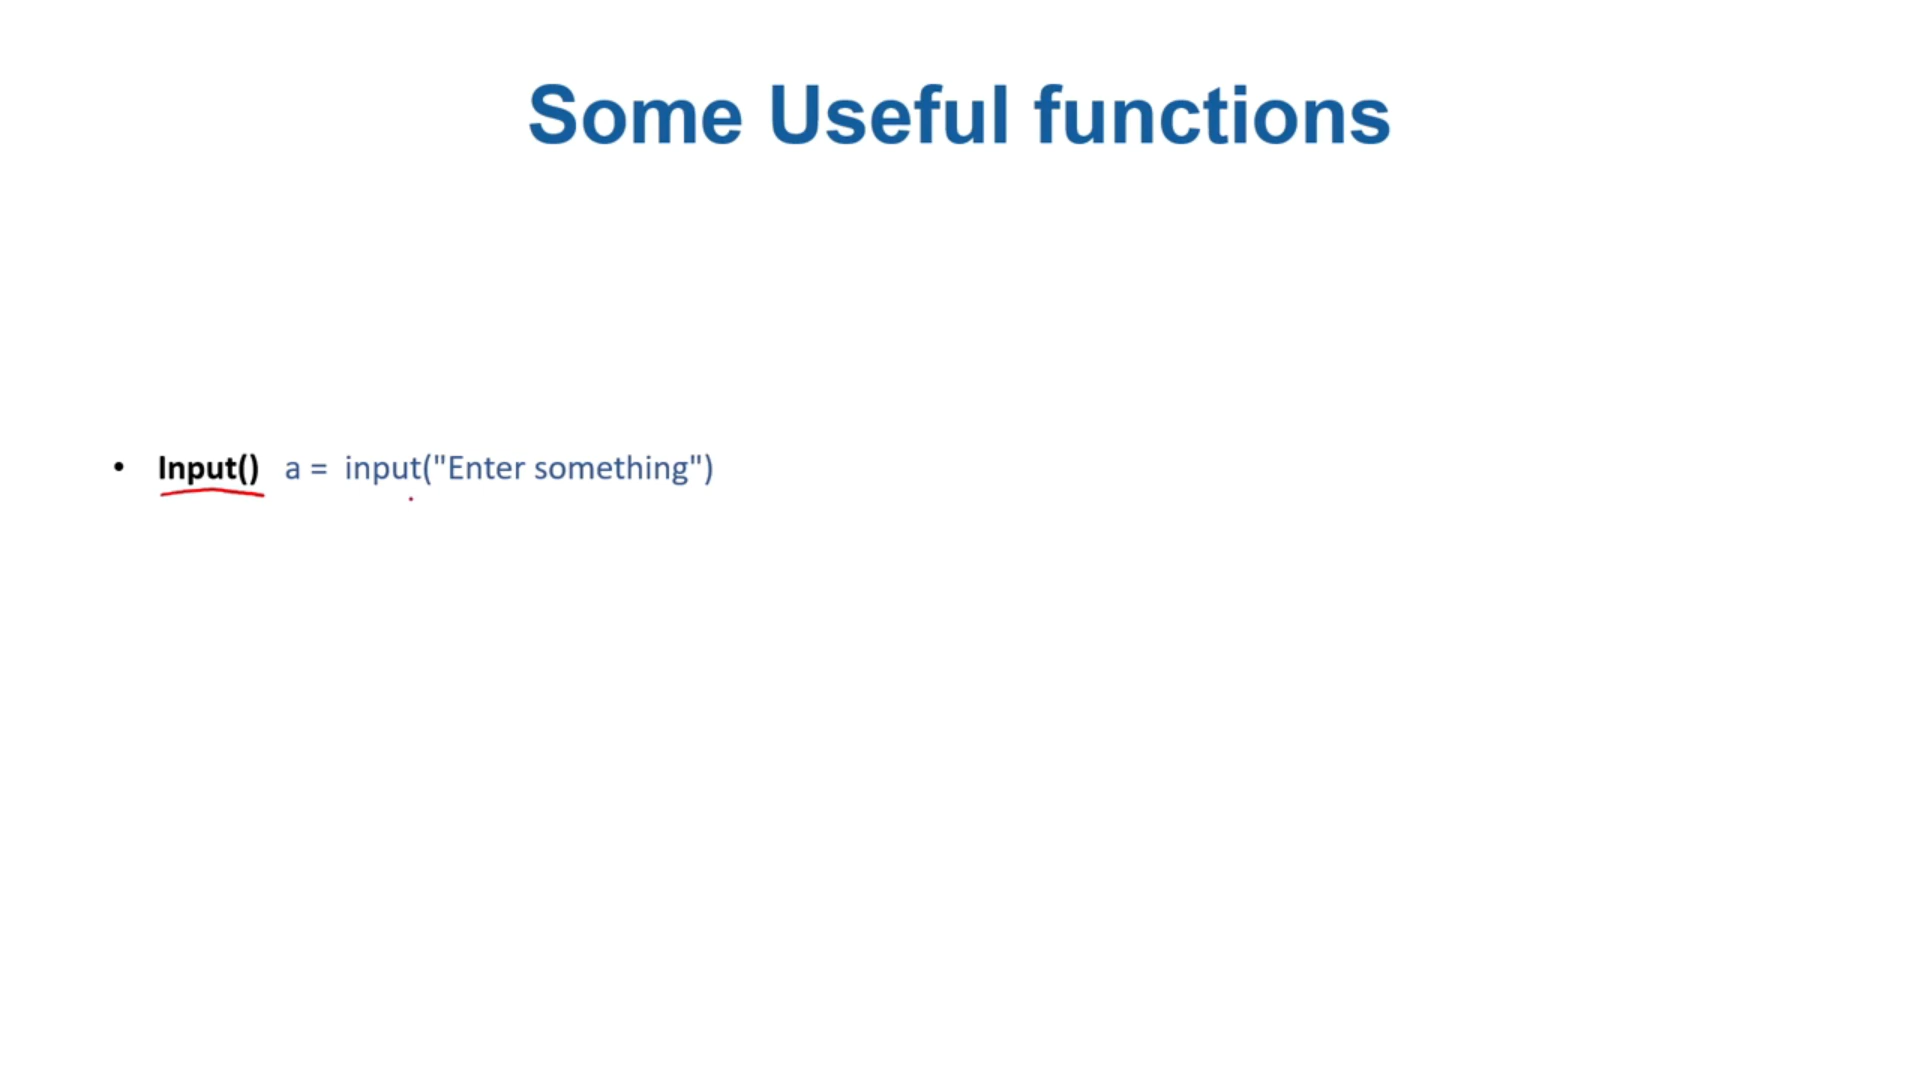 Some Useful functions
• Input() a = input("Enter something")